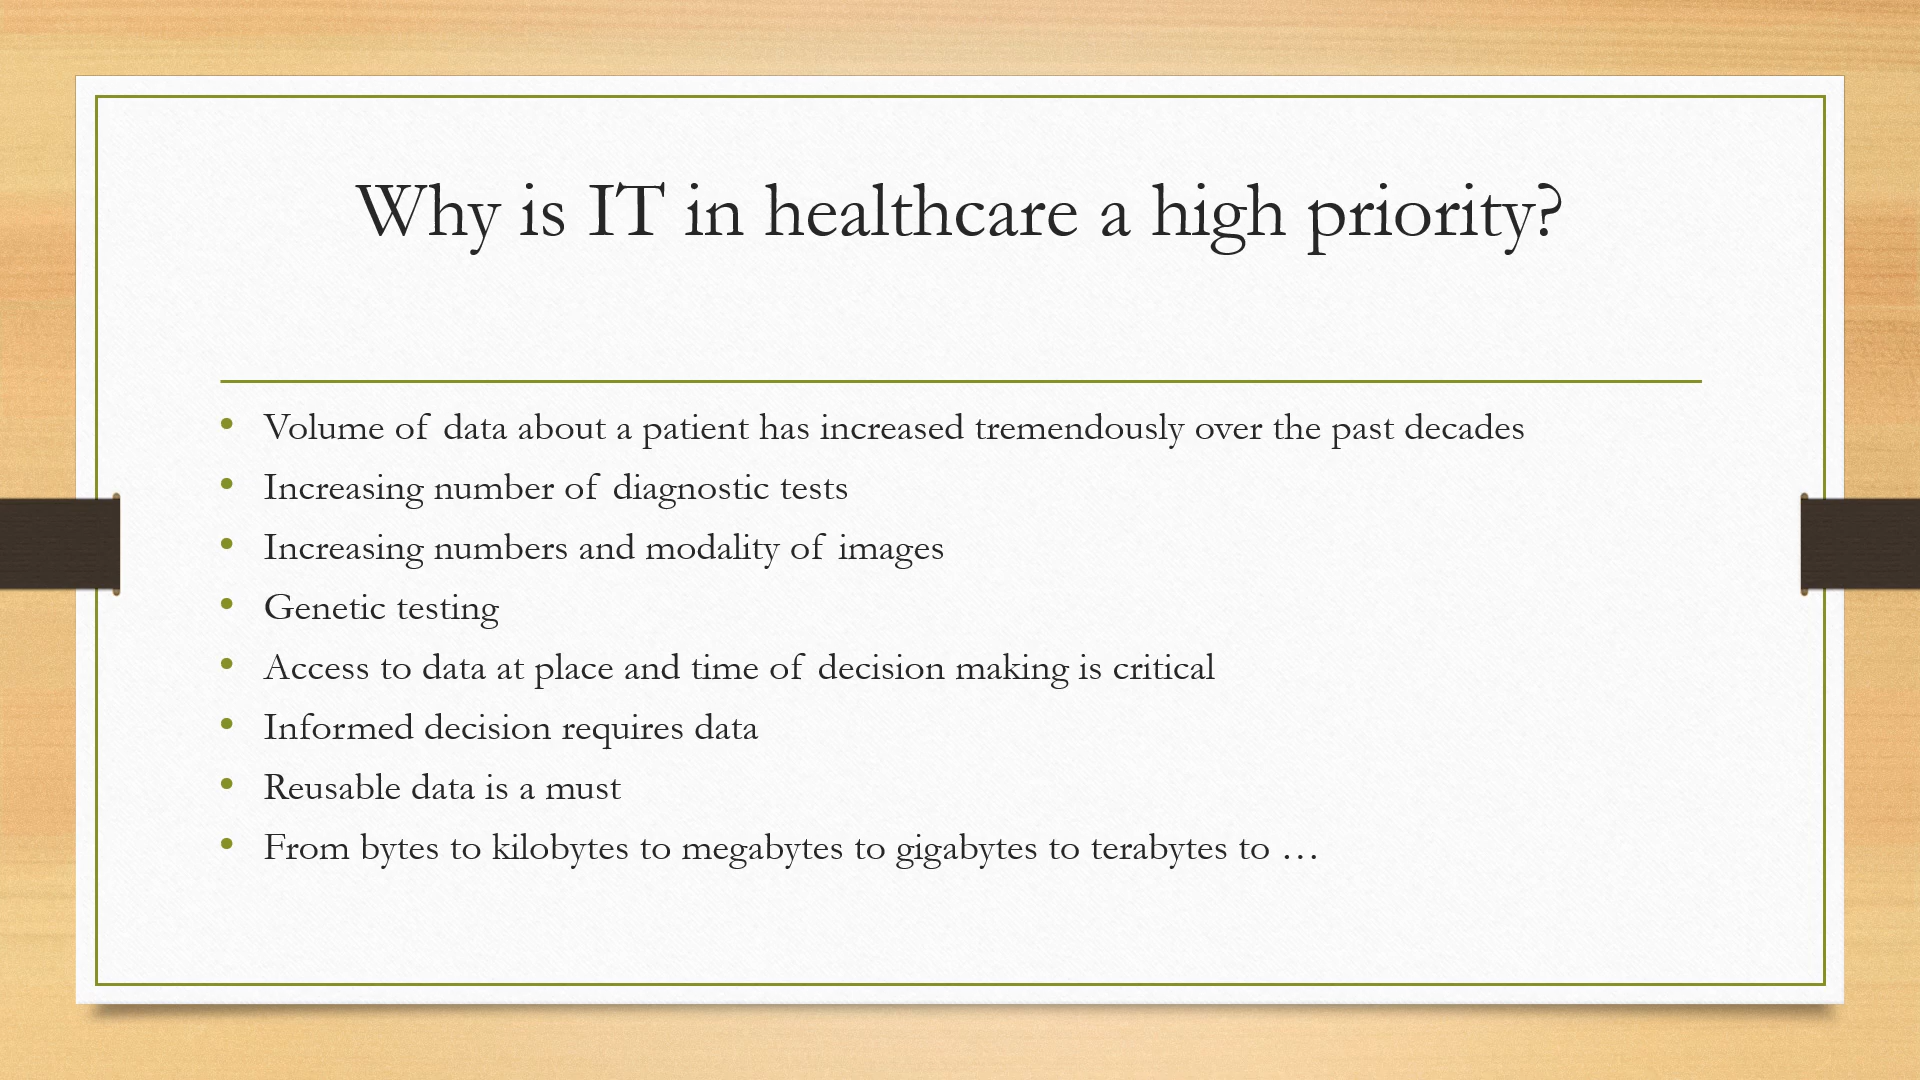 Why is IT in healthcare a high priority?
• Volume of data about a patient has increased tremendously over the past decades
• Increasing number of diagnostic tests
• Increasing numbers and modality of images
• Genetic testing
• Access to data at place and time of decision making is critical
• Informed decision requires data
• Reusable data is a must
• From bytes to kilobytes to megabytes to gigabytes to terabytes to …